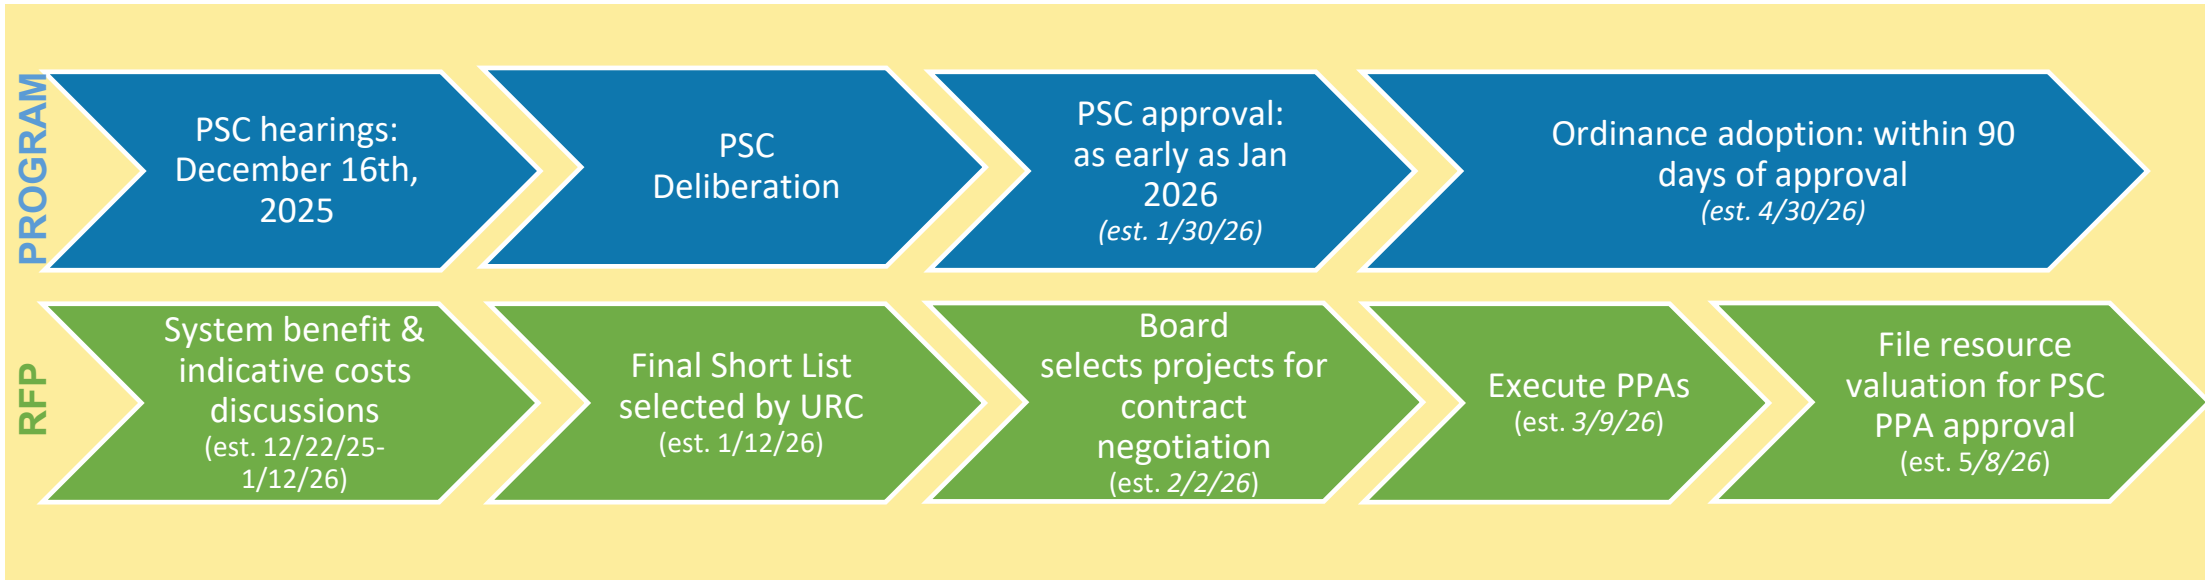 PROGRAM
PSC hearings:
December 16th,
2025
PSC
Deliberation
PSC approval:
as early as Jan
2026
(est. 1/30/26)
Ordinance adoption: within 90
days of approval
(est. 4/30/26)
RFP
System benefit &
indicative costs
discussions
(est. 12/22/25-
1/12/26)
Final Short List
selected by URC
(est. 1/12/26)
Board
selects projects for
contract
negotiation
(est. 2/2/26)
Execute PPAs
(est. 3/9/26)
File resource
valuation for PSC
PPA approval
(est. 5/8/26)